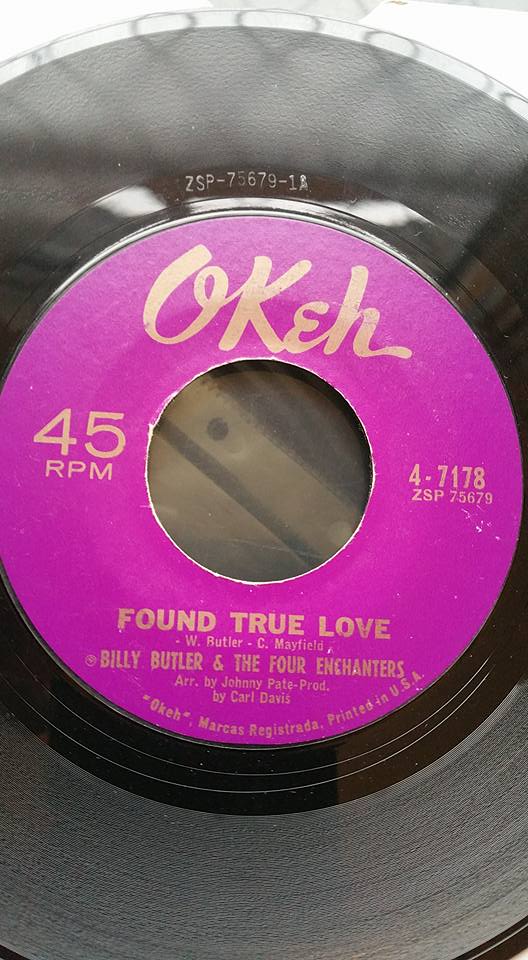 ZSP-75679-1A
OKeh
45
RPM
4-7178
ZSP 75679
FOUND TRUE LOVE
- W. Butler - C. Mayfield -
℗ BILLY BUTLER & THE FOUR ENCHANTERS
Arr. by Johnny Pate-Prod.
by Carl Davis
"Okeh", Marcas Registrada, Printed in U.S.A.